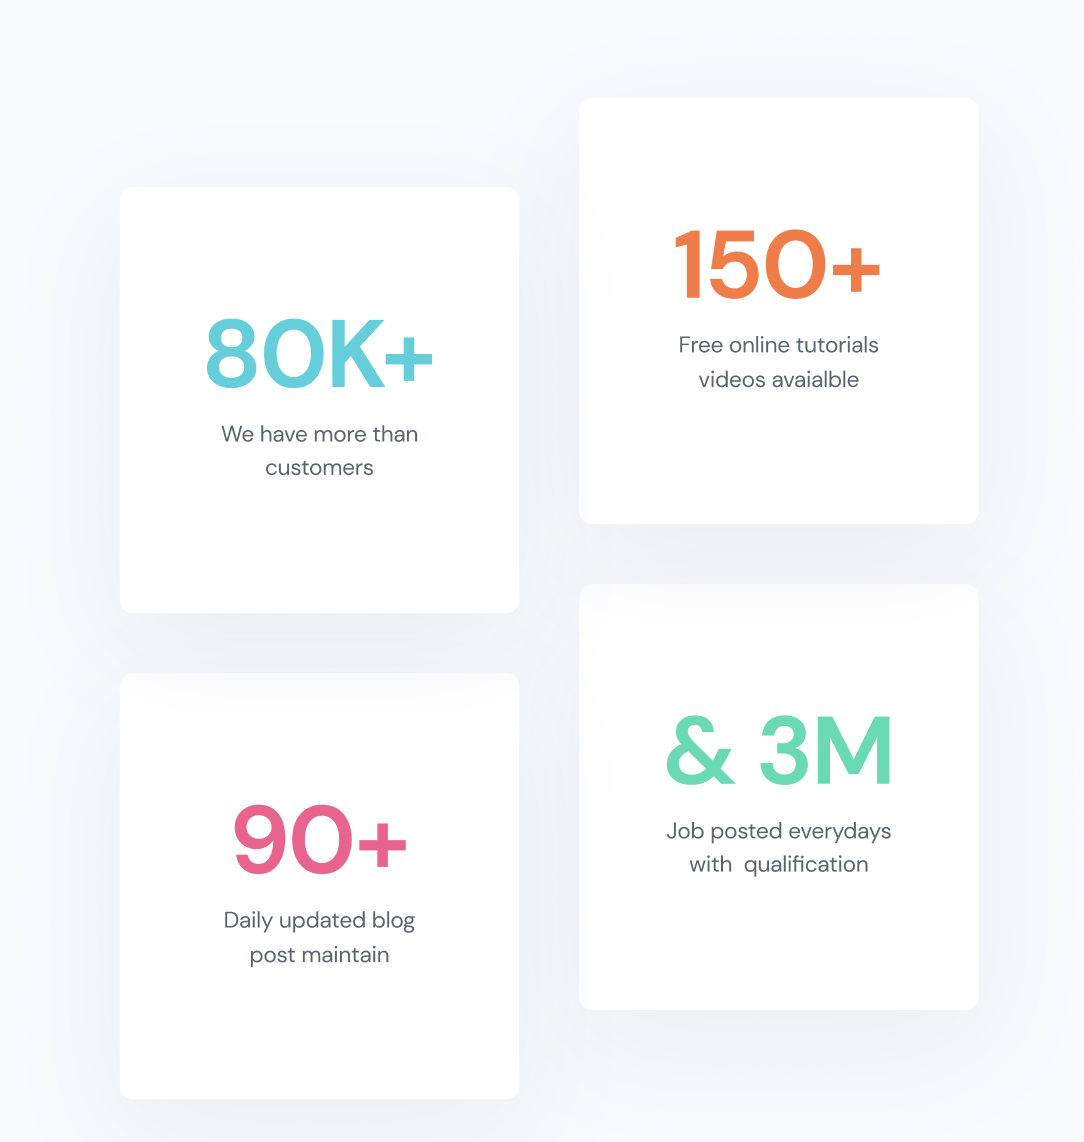 80K+
We have more than
customers
150+
Free online tutorials
videos avaialble
90+
Daily updated blog
post maintain
& 3M
Job posted everydays
with  qualification